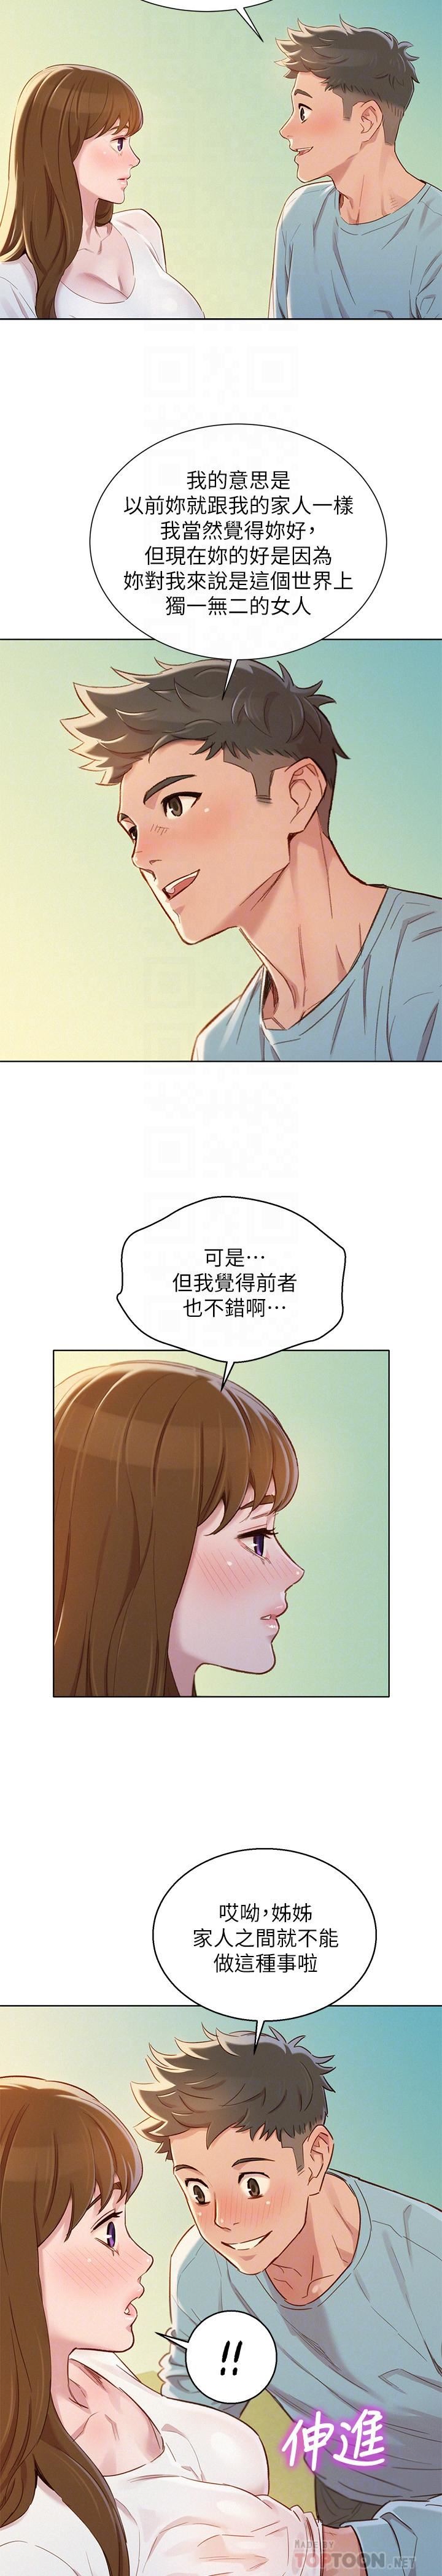 我的意思是
以前妳就跟我的家人一樣
我當然覺得妳好，
但現在妳的好是因為
妳對我來說是這個世界上
獨一無二的女人
可是…
但我覺得前者
也不錯啊…
哎呦，姊姊
家人之間就不能
做這種事啦
!!
伸進
MADE BY
TOPTOON.NET